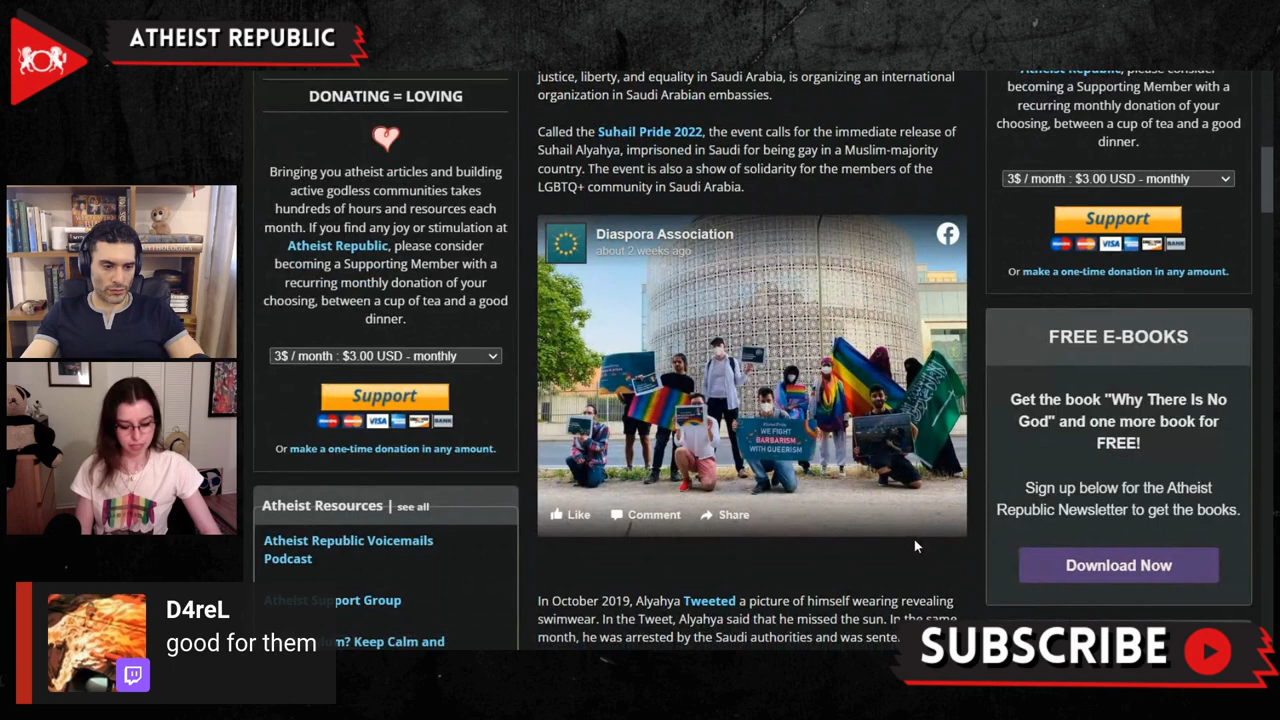 ATHEIST REPUBLIC
DONATING = LOVING
Bringing you atheist articles and building
active godless communities takes
hundreds of hours and resources each
month. If you find any joy or stimulation at
Atheist Republic, please consider
becoming a Supporting Member with a
recurring monthly donation of your
choosing, between a cup of tea and a good
dinner.
3$ / month : $3.00 USD - monthly
Support
VISA
BANK
Or make a one-time donation in any amount.
Atheist Resources | see all
Atheist Republic Voicemails
Podcast
Atheist Support Group
m? Keep Calm and
justice, liberty, and equality in Saudi Arabia, is organizing an international
organization in Saudi Arabian embassies.
Called the Suhail Pride 2022, the event calls for the immediate release of
Suhail Alyahya, imprisoned in Saudi for being gay in a Muslim-majority
country. The event is also a show of solidarity for the members of the
LGBTQ+ community in Saudi Arabia.
Diaspora Association
about 2 weeks ago
WE FIGHT
BARBARISM
WITH QUEERISM
Like
Comment
Share
In October 2019, Alyahya Tweeted a picture of himself wearing revealing
swimwear. In the Tweet, Alyahya said that he missed the sun. In the same
month, he was arrested by the Saudi authorities and was sente
Atheist Republic, please consider
becoming a Supporting Member with a
recurring monthly donation of your
choosing, between a cup of tea and a good
dinner.
3$ / month : $3.00 USD - monthly
Support
VISA
BANK
Or make a one-time donation in any amount.
FREE E-BOOKS
Get the book "Why There Is No
God" and one more book for
FREE!
Sign up below for the Atheist
Republic Newsletter to get the books.
Download Now
MYTHOLOGICA
D4reL
good for them
SUBSCRIBE